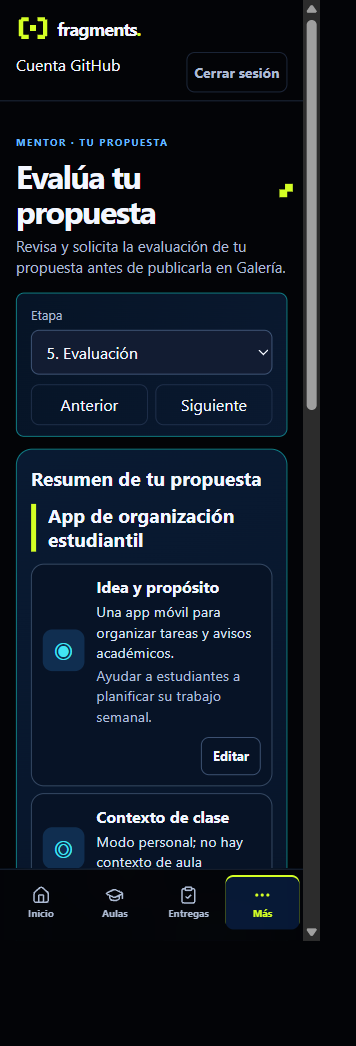 fragments.
Cuenta GitHub
Cerrar sesión
MENTOR · TU PROPUESTA
Evalúa tu
propuesta
Revisa y solicita la evaluación de tu
propuesta antes de publicarla en Galería.
Etapa
5. Evaluación
Anterior
Siguiente
Resumen de tu propuesta
App de organización
estudiantil
Idea y propósito
Una app móvil para
organizar tareas y avisos
académicos.
Ayudar a estudiantes a
planificar su trabajo
semanal.
Editar
Contexto de clase
Modo personal; no hay
contexto de aula
Inicio
Aulas
Entregas
Más